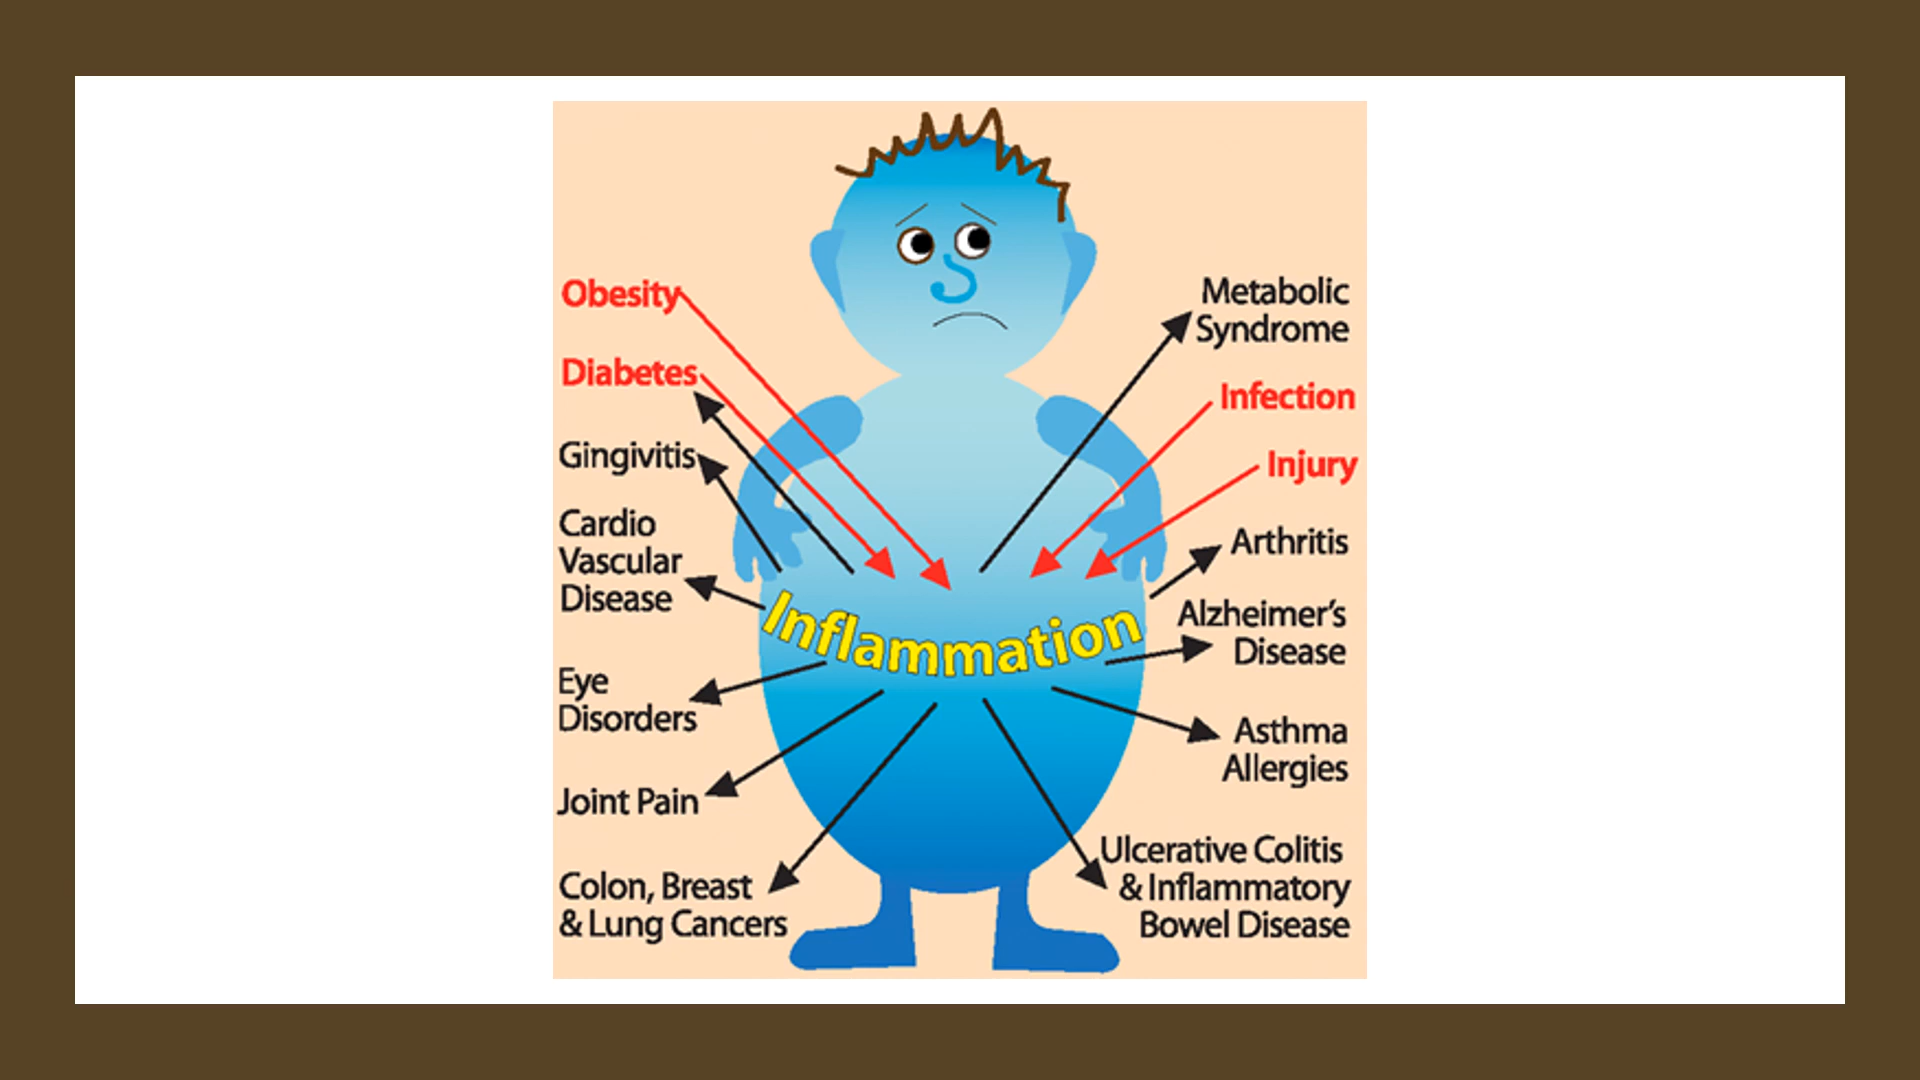 Obesity
Diabetes
Gingivitis
Cardio
Vascular
Disease
Eye
Disorders
Joint Pain
Colon, Breast
& Lung Cancers
Inflammation
Metabolic
Syndrome
Infection
Injury
Arthritis
Alzheimer's
Disease
Asthma
Allergies
Ulcerative Colitis
& Inflammatory
Bowel Disease